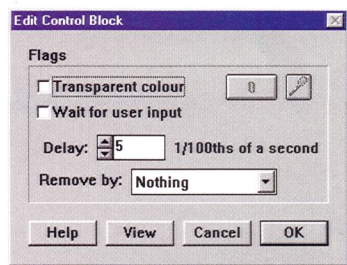 Edit Control Block
Flags
Transparent colour 0
Wait for user input
Delay: 5 1/100ths of a second
Remove by: Nothing
Help View Cancel OK